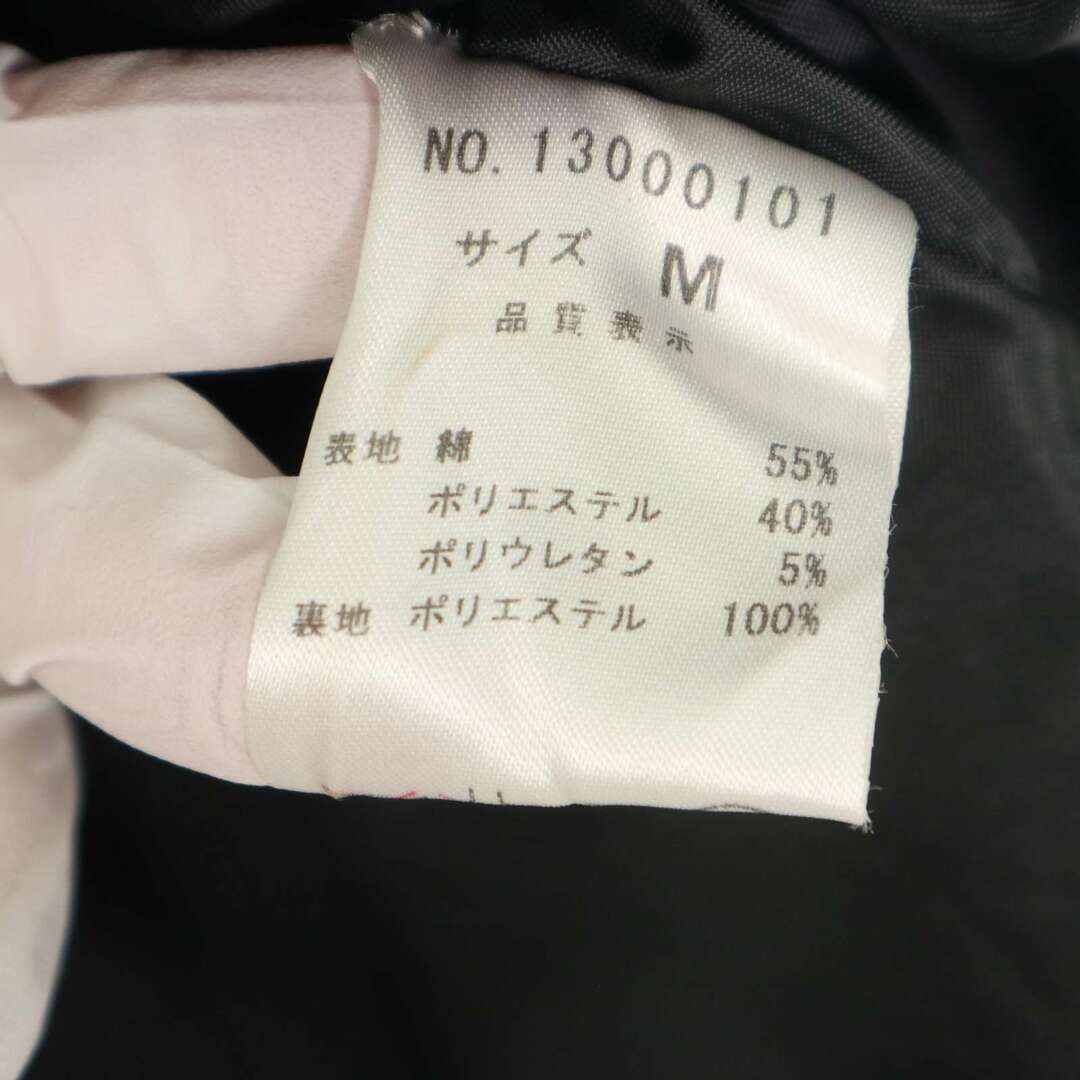 NO. 13000101
サイズ M
品質表示
表地 綿 55%
ポリエステル 40%
ポリウレタン 5%
裏地 ポリエステル 100%